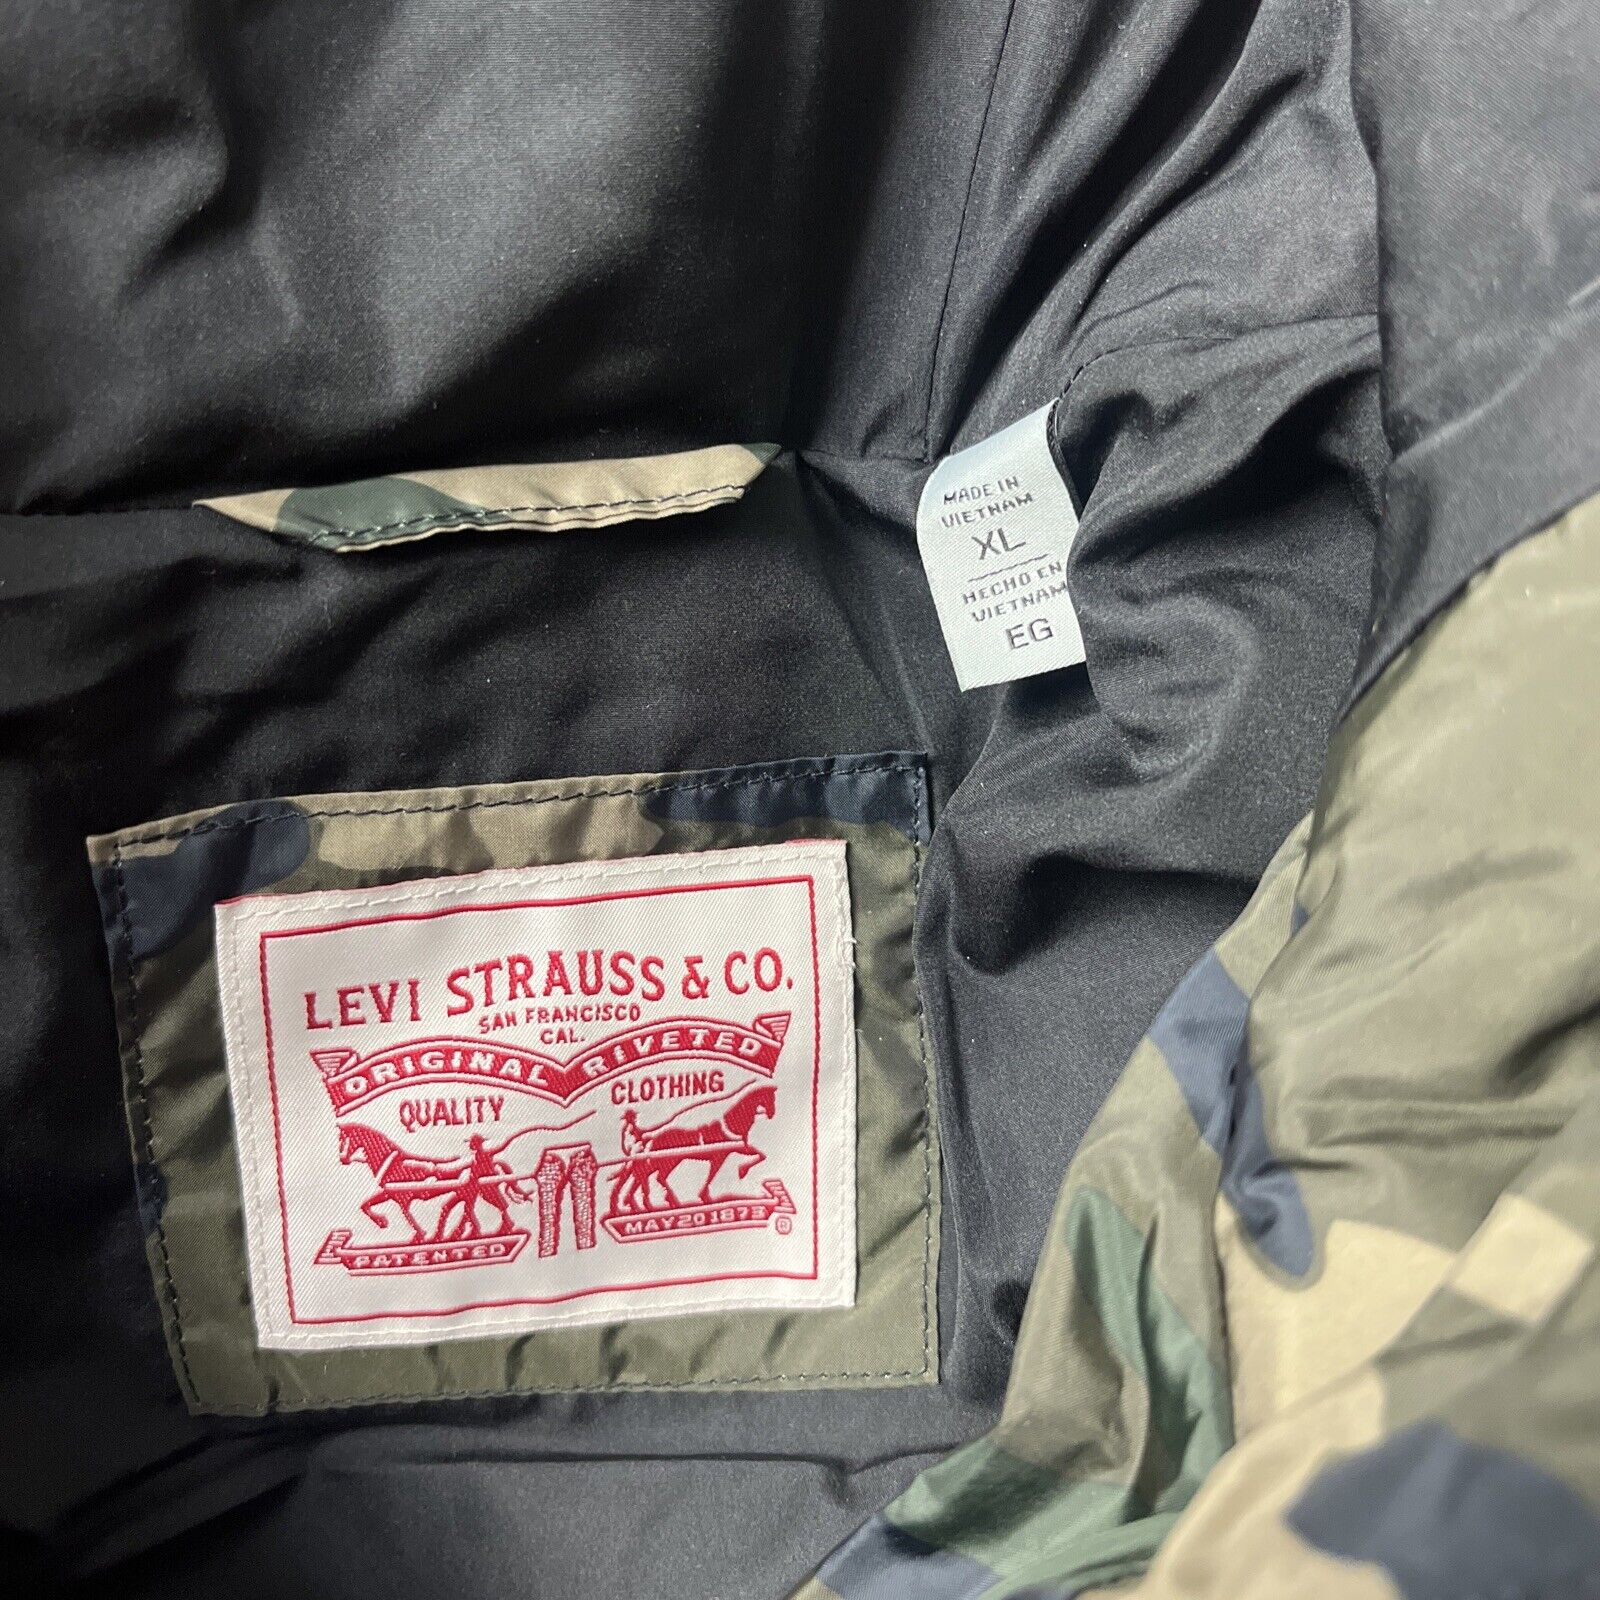 MADE IN
VIETNAM
XL
HECHO EN
VIETNAM
EG
LEVI STRAUSS & CO.
SAN FRANCISCO
CAL.
ORIGINAL RIVETED
QUALITY CLOTHING
PATENTED MAY 20 1873 ®